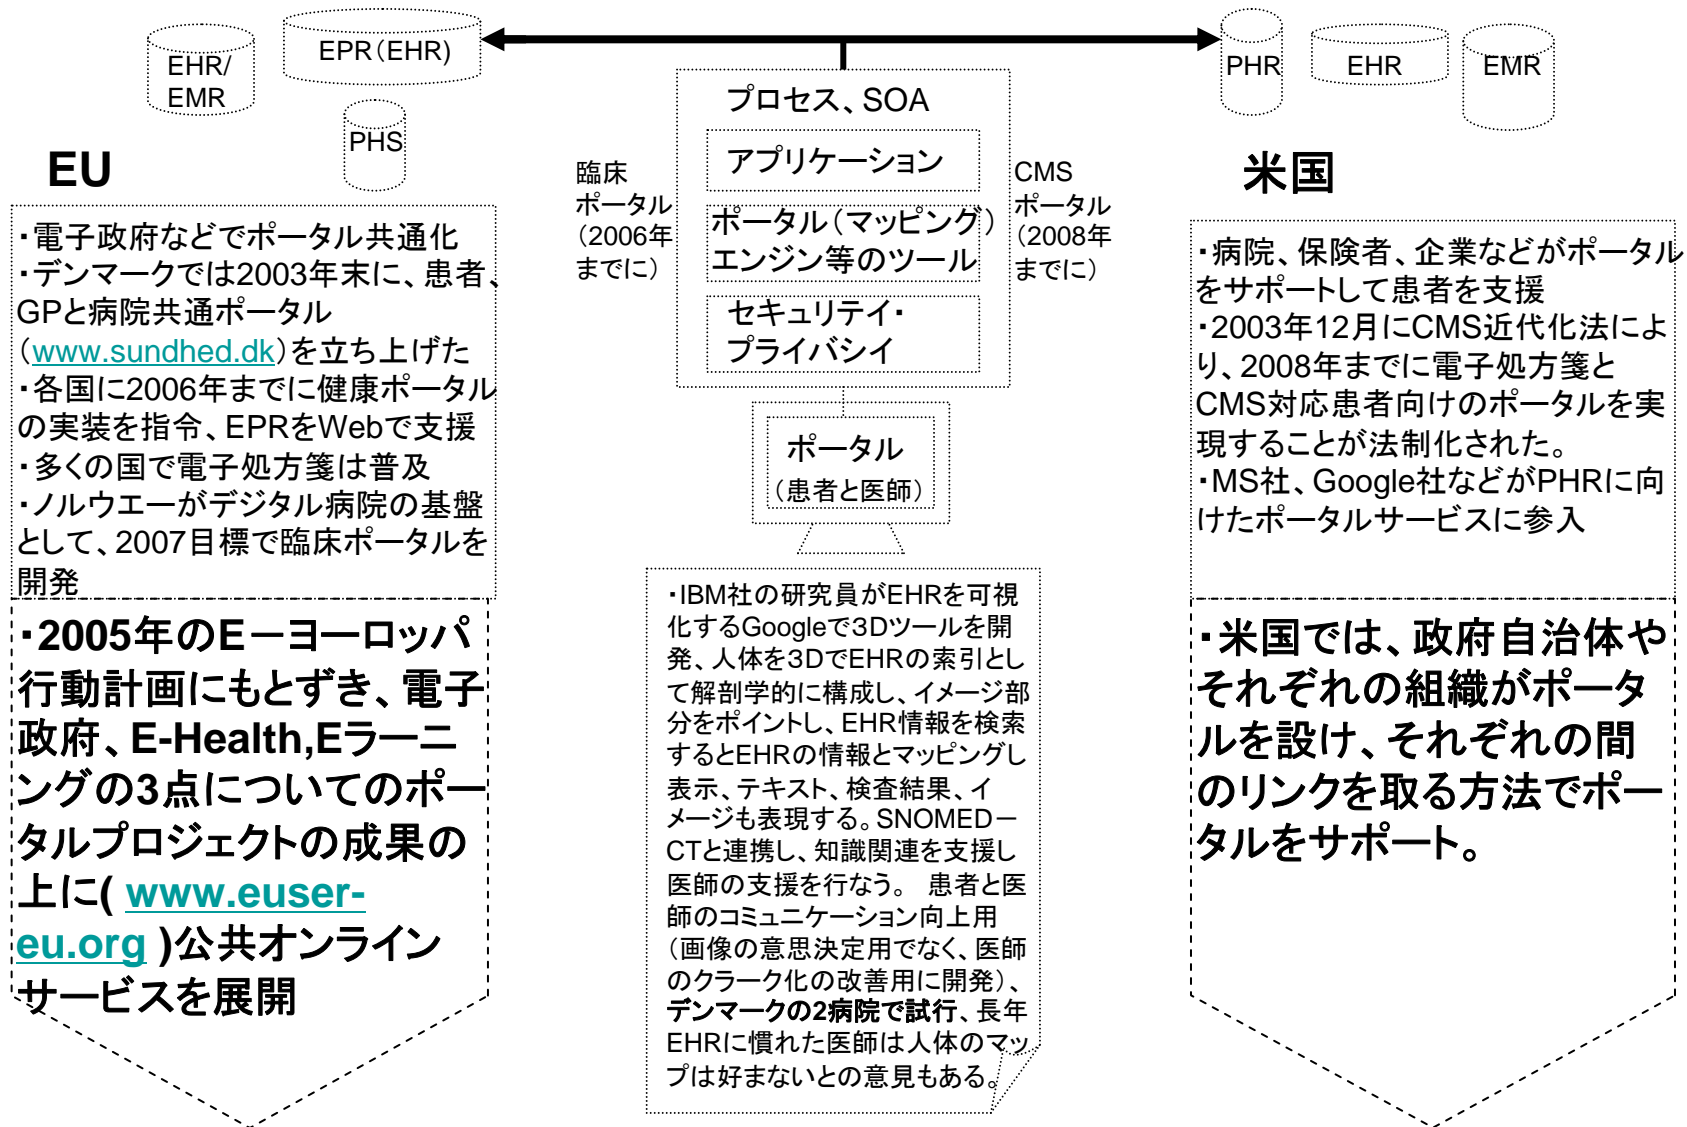 EHR/
EMR
EPR（EHR)
PHS
PHR
EHR
EMR
EU
米国
プロセス、SOA
アプリケーション
ポータル（マッピング）
エンジン等のツール
セキュリテイ・
プライバシイ
臨床
ポータル
（2006年
までに）
CMS
ポータル
（2008年
までに）
ポータル
（患者と医師）
・電子政府などでポータル共通化
・デンマークでは2003年末に、患者、
GPと病院共通ポータル
（www.sundhed.dk）を立ち上げた
・各国に2006年までに健康ポータル
の実装を指令、EPRをWebで支援
・多くの国で電子処方箋は普及
・ノルウエーがデジタル病院の基盤
として、2007目標で臨床ポータルを
開発
・2005年のE－ヨーロッパ
行動計画にもとずき、電子
政府、E-Health,Eラーニ
ングの3点についてのポー
タルプロジェクトの成果の
上に( www.euser-
eu.org )公共オンライン
サービスを展開
・IBM社の研究員がEHRを可視
化するGoogleで３Dツールを開
発、人体を３DでEHRの索引とし
て解剖学的に構成し、イメージ部
分をポイントし、EHR情報を検索
するとEHRの情報とマッピングし
表示、テキスト、検査結果、イ
メージも表現する。SNOMED－
CTと連携し、知識関連を支援し
医師の支援を行なう。 患者と医
師のコミュニケーション向上用
（画像の意思決定用でなく、医師
のクラーク化の改善用に開発）、
デンマークの2病院で試行、長年
EHRに慣れた医師は人体のマッ
プは好まないとの意見もある。
・病院、保険者、企業などがポータル
をサポートして患者を支援
・2003年12月にCMS近代化法によ
り、2008年までに電子処方箋と
CMS対応患者向けのポータルを実
現することが法制化された。
・MS社、Google社などがPHRに向
けたポータルサービスに参入
・米国では、政府自治体や
それぞれの組織がポータ
ルを設け、それぞれの間
のリンクを取る方法でポー
タルをサポート。